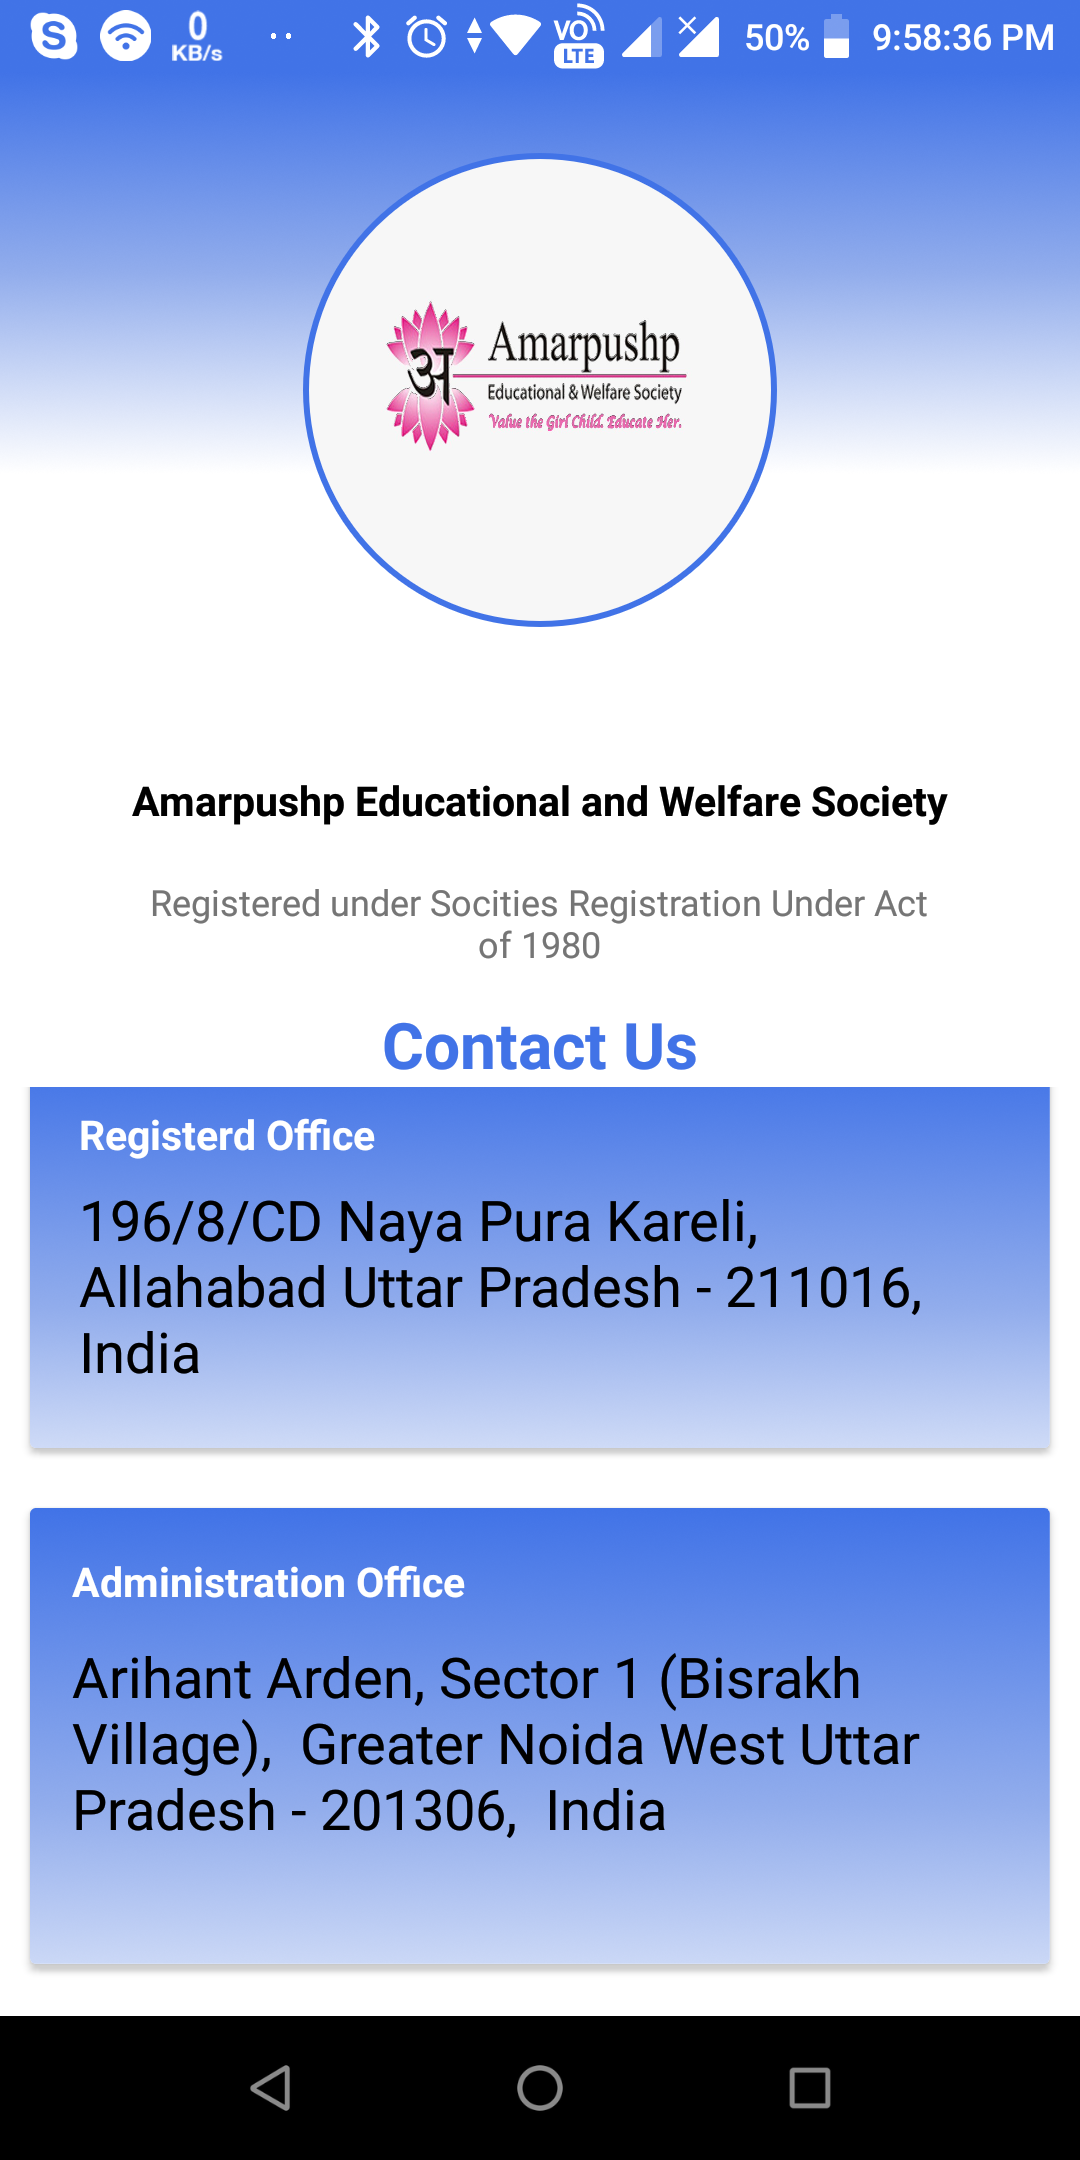 0
KB/s
VO
LTE
50%
9:58:36 PM
अ
Amarpushp
Educational & Welfare Society
Value the Girl Child. Educate Her.
Amarpushp Educational and Welfare Society
Registered under Socities Registration Under Act
of 1980
Contact Us
Registerd Office
196/8/CD Naya Pura Kareli,
Allahabad Uttar Pradesh - 211016,
India
Administration Office
Arihant Arden, Sector 1 (Bisrakh
Village),  Greater Noida West Uttar
Pradesh - 201306,  India